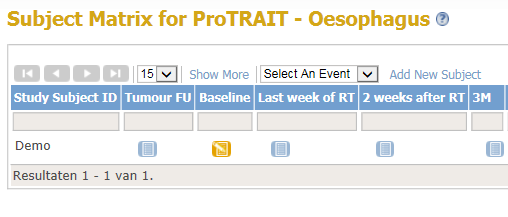 Subject Matrix for ProTRAIT - Oesophagus ?
15 Show More Select An Event Add New Subject
Study Subject ID Tumour FU Baseline Last week of RT 2 weeks after RT 3M
Demo
Resultaten 1 - 1 van 1.